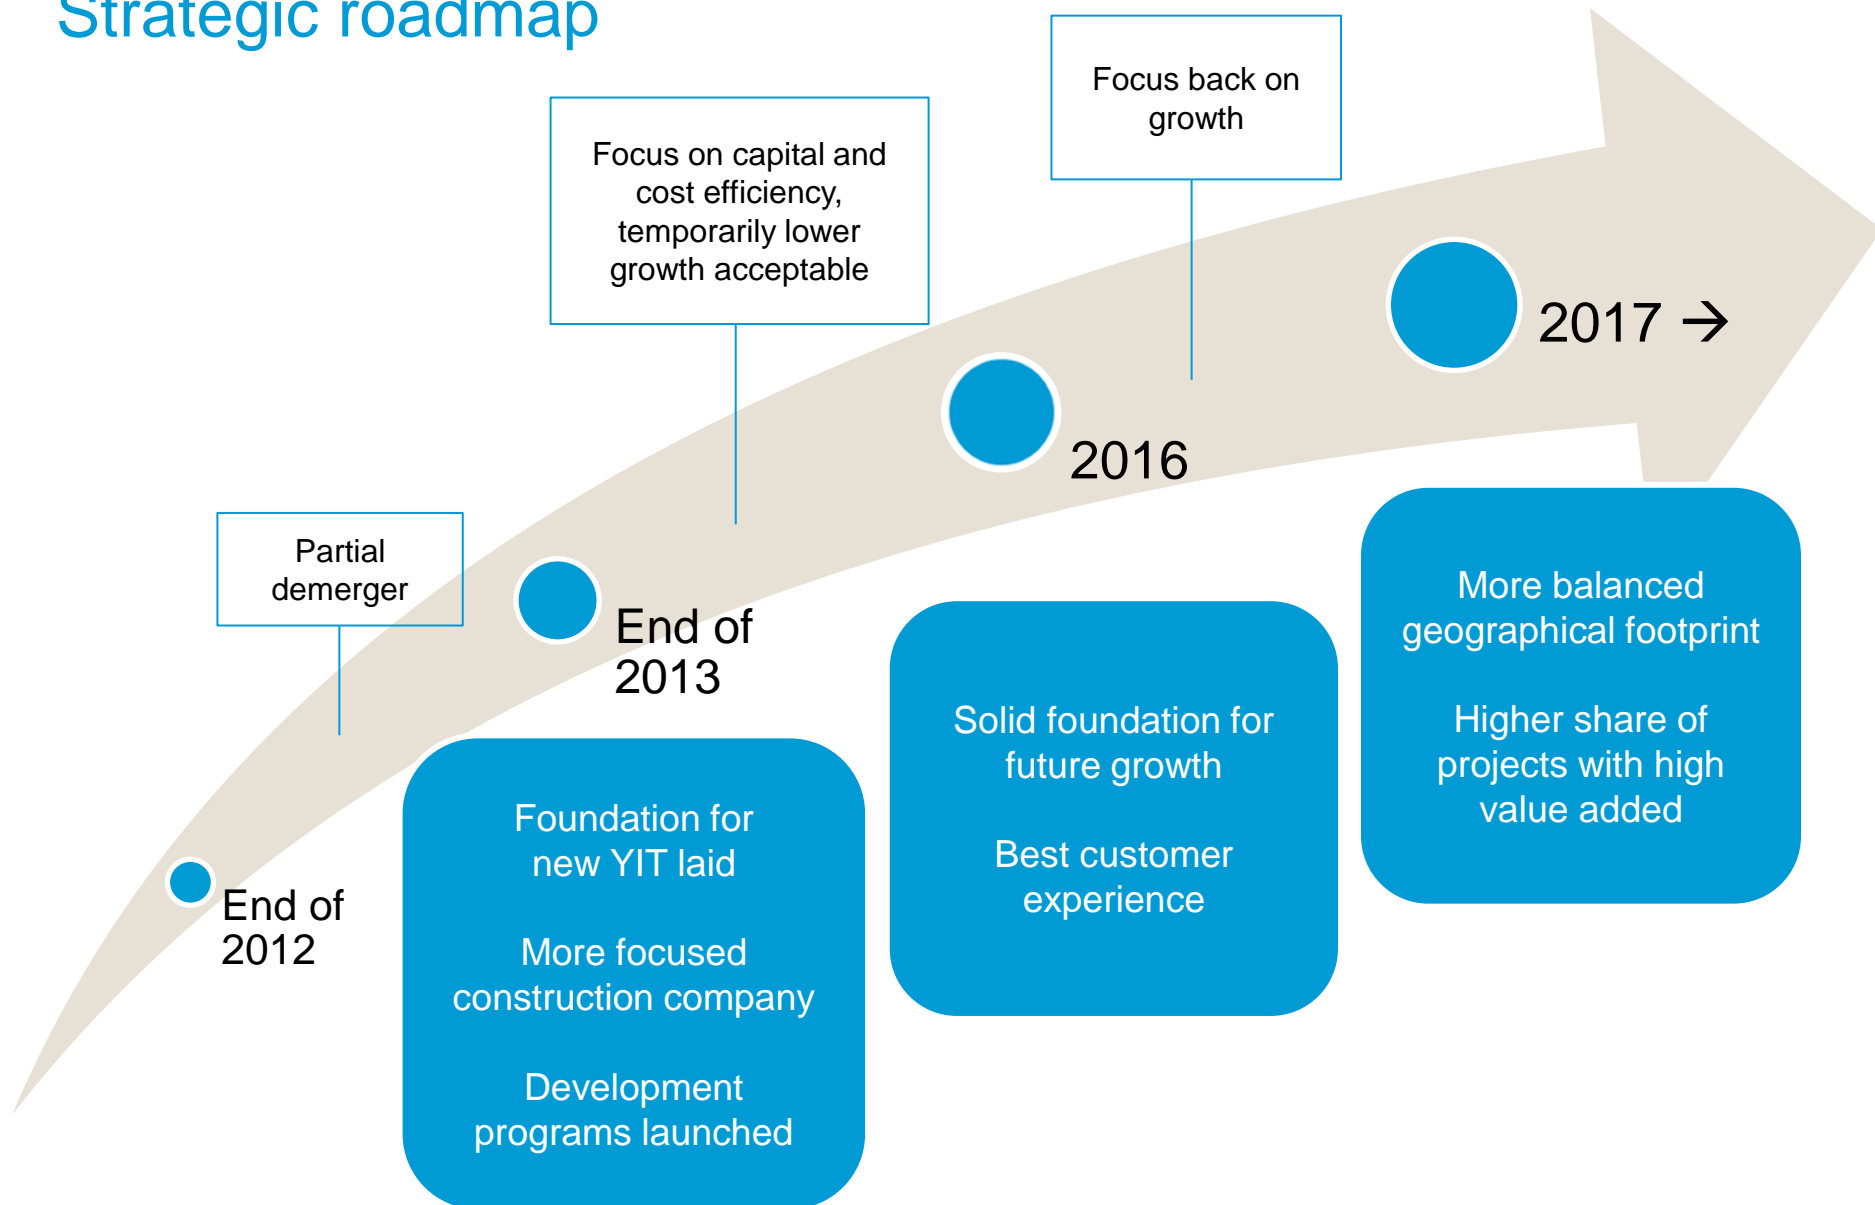 Strategic roadmap
Focus back on
growth
Focus on capital and
cost efficiency,
temporarily lower
growth acceptable
2017 →
2016
Partial
demerger
End of
2013
End of
2012
Foundation for
new YIT laid
More focused
construction company
Development
programs launched
Solid foundation for
future growth
Best customer
experience
More balanced
geographical footprint
Higher share of
projects with high
value added